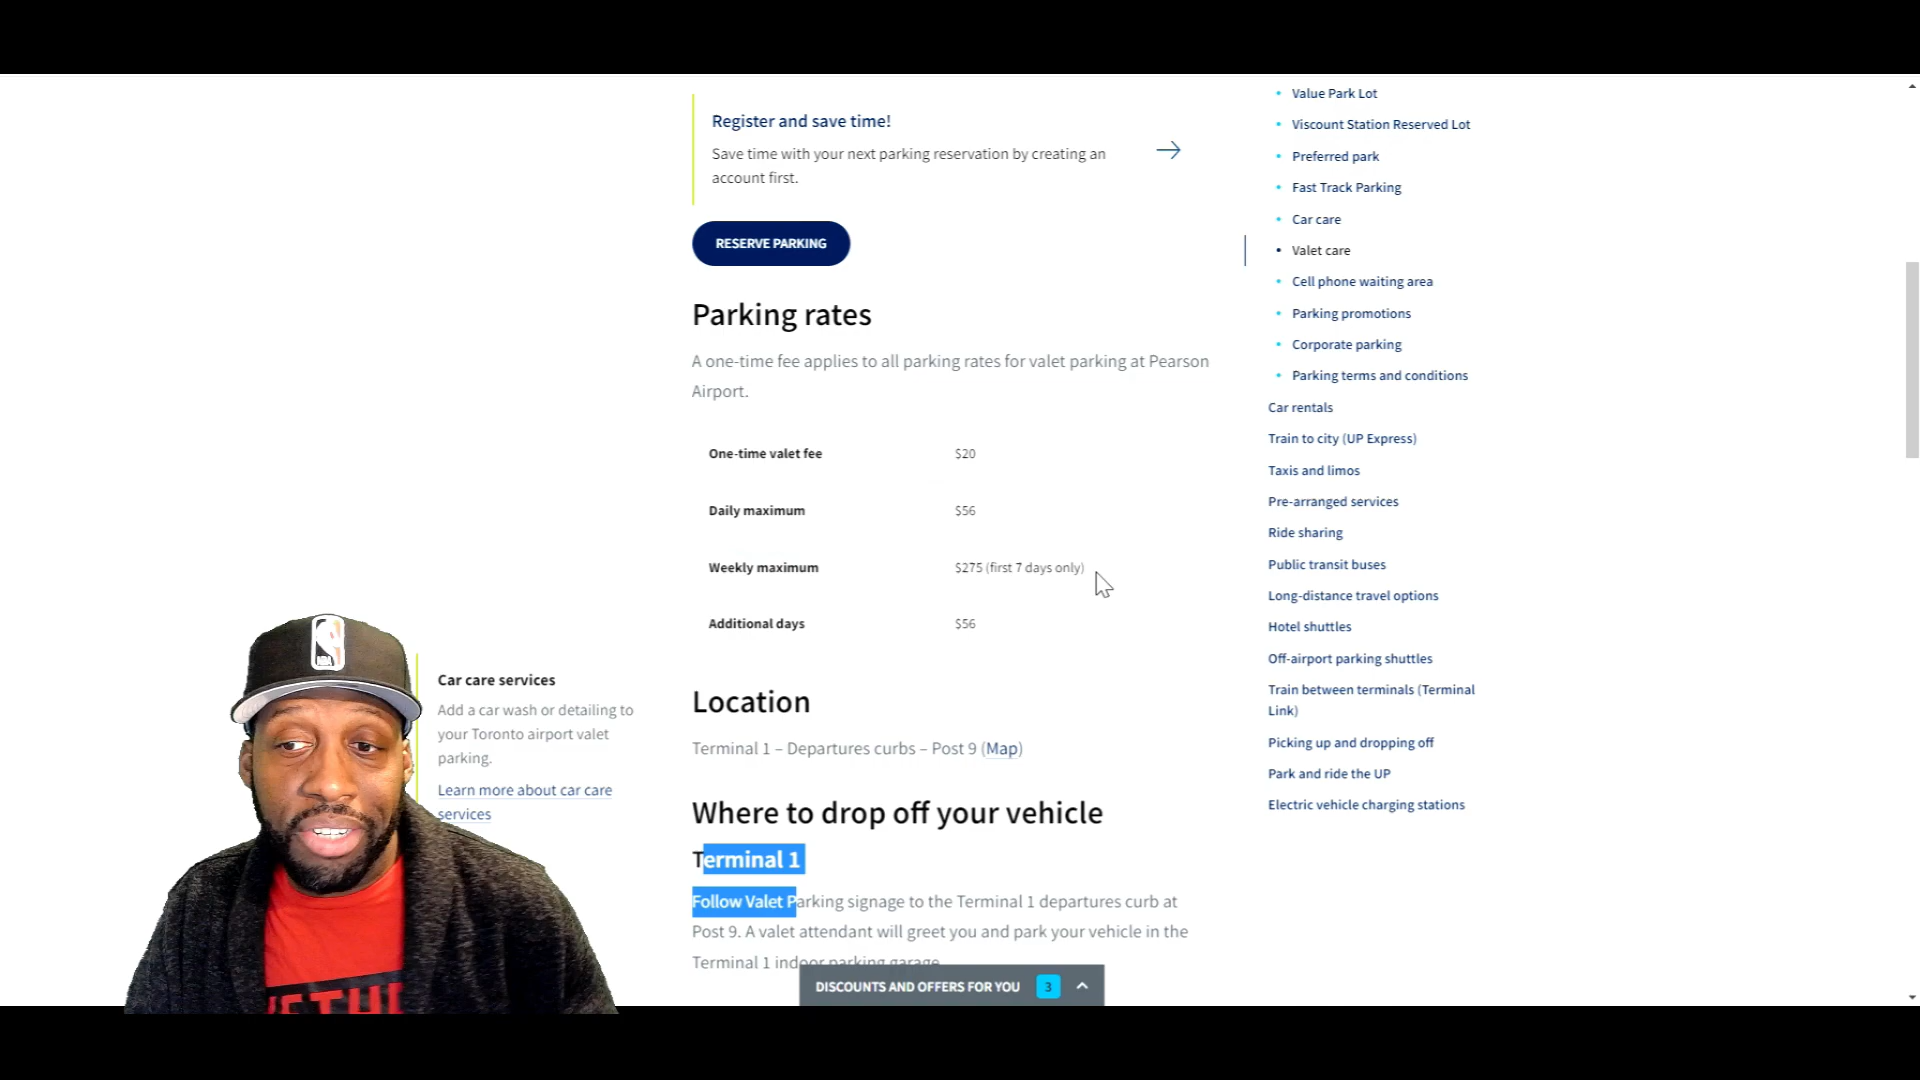 Register and save time!
Save time with your next parking reservation by creating an
account first.
RESERVE PARKING
Parking rates
A one-time fee applies to all parking rates for valet parking at Pearson
Airport.
One-time valet fee $20
Daily maximum $56
Weekly maximum $275 (first 7 days only)
Additional days $56
Location
Terminal 1 – Departures curbs – Post 9 (Map)
Where to drop off your vehicle
Terminal 1
Follow Valet Parking signage to the Terminal 1 departures curb at
Post 9. A valet attendant will greet you and park your vehicle in the
Terminal 1 indoor parking garage
DISCOUNTS AND OFFERS FOR YOU 3
Car care services
Add a car wash or detailing to
your Toronto airport valet
parking.
Learn more about car care
services
NBA
Value Park Lot
Viscount Station Reserved Lot
Preferred park
Fast Track Parking
Car care
Valet care
Cell phone waiting area
Parking promotions
Corporate parking
Parking terms and conditions
Car rentals
Train to city (UP Express)
Taxis and limos
Pre-arranged services
Ride sharing
Public transit buses
Long-distance travel options
Hotel shuttles
Off-airport parking shuttles
Train between terminals (Terminal
Link)
Picking up and dropping off
Park and ride the UP
Electric vehicle charging stations